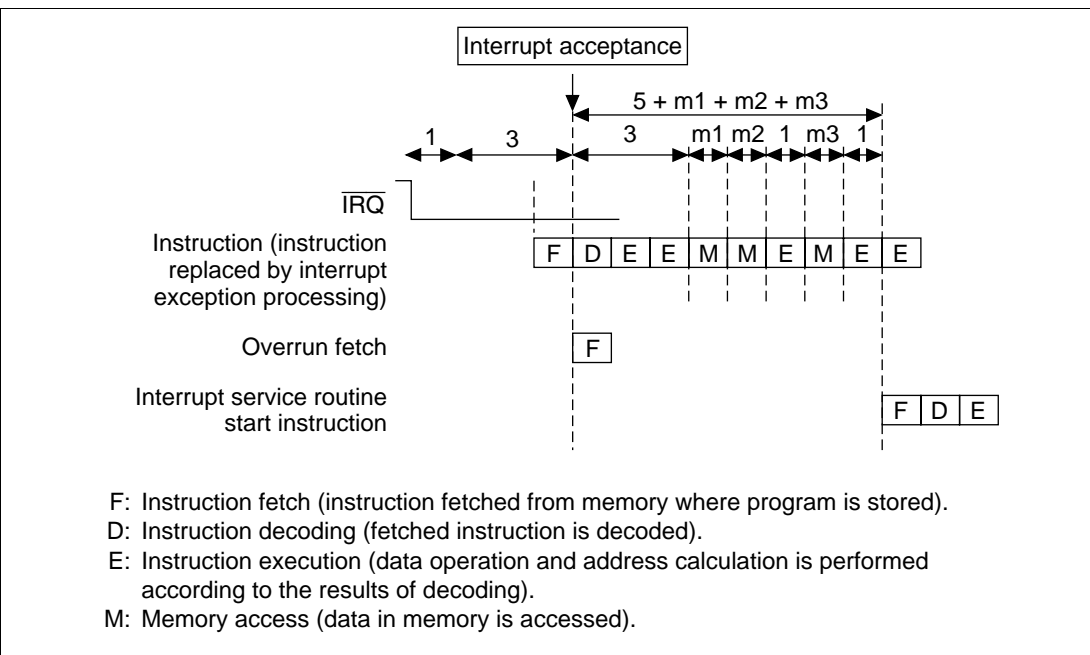 Interrupt acceptance
5 + m1 + m2 + m3
1 3 3 m1 m2 1 m3 1
IRQ
Instruction (instruction
replaced by interrupt
exception processing)
F D E E M M E M E E
Overrun fetch
F
Interrupt service routine
start instruction
F D E
F: Instruction fetch (instruction fetched from memory where program is stored).
D: Instruction decoding (fetched instruction is decoded).
E: Instruction execution (data operation and address calculation is performed
according to the results of decoding).
M: Memory access (data in memory is accessed).